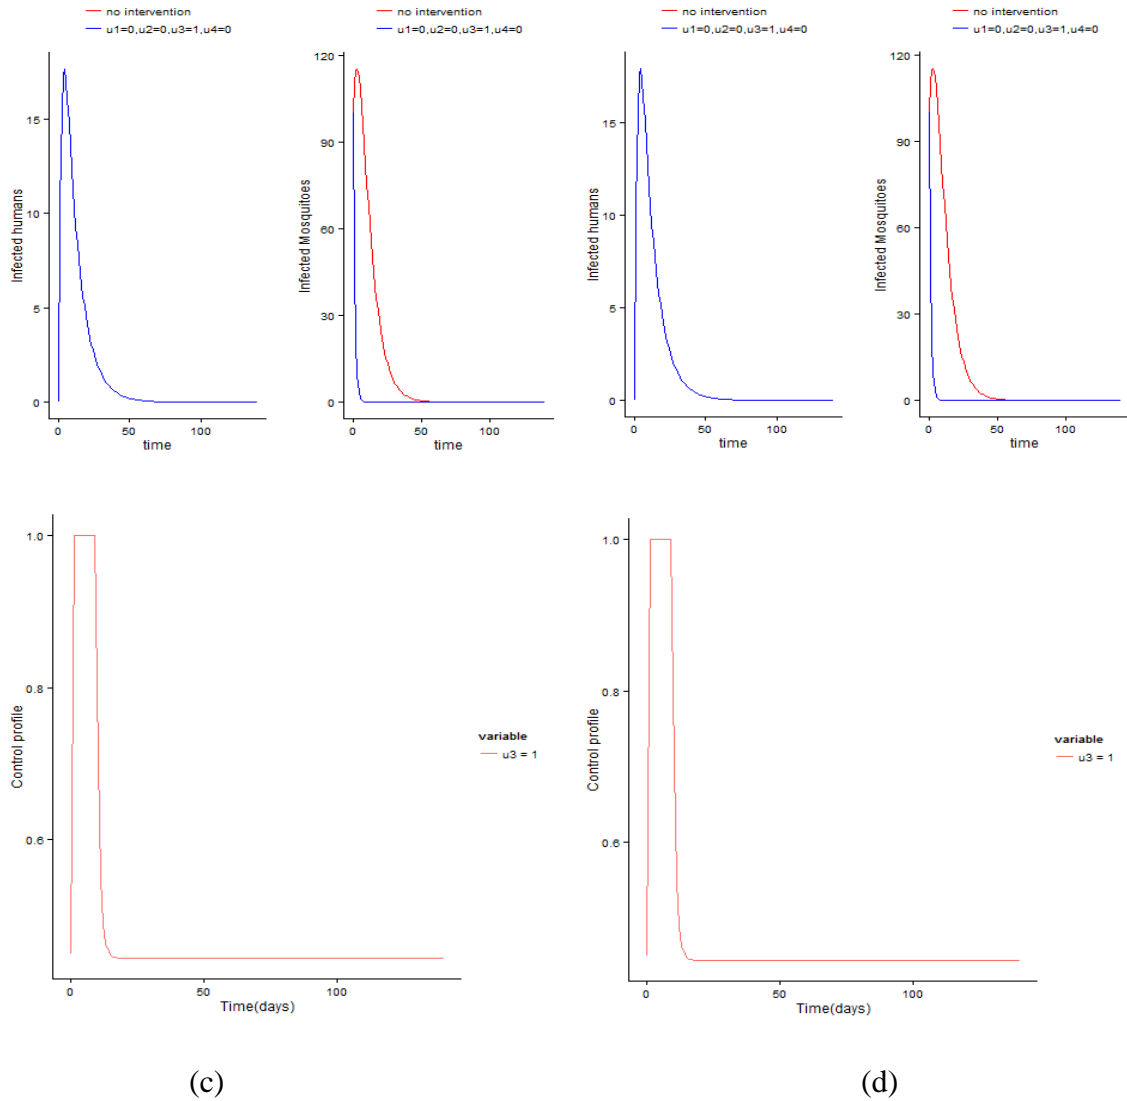 no intervention
u1=0,u2=0,u3=1,u4=0
no intervention
u1=0,u2=0,u3=1,u4=0
no intervention
u1=0,u2=0,u3=1,u4=0
no intervention
u1=0,u2=0,u3=1,u4=0
Infected humans
15
10
5
0
0 50 100
time
Infected Mosquitoes
120
90
60
30
0
0 50 100
time
Infected humans
15
10
5
0
0 50 100
time
Infected Mosquitoes
120
90
60
30
0
0 50 100
time
Control profile
1.0
0.8
0.6
0 50 100
Time(days)
variable
u3 = 1
Control profile
1.0
0.8
0.6
0 50 100
Time(days)
variable
u3 = 1
(c)
(d)